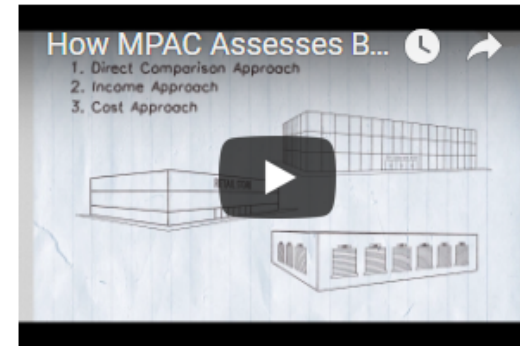 How MPAC Assesses B...
1. Direct Comparison Approach
2. Income Approach
3. Cost Approach